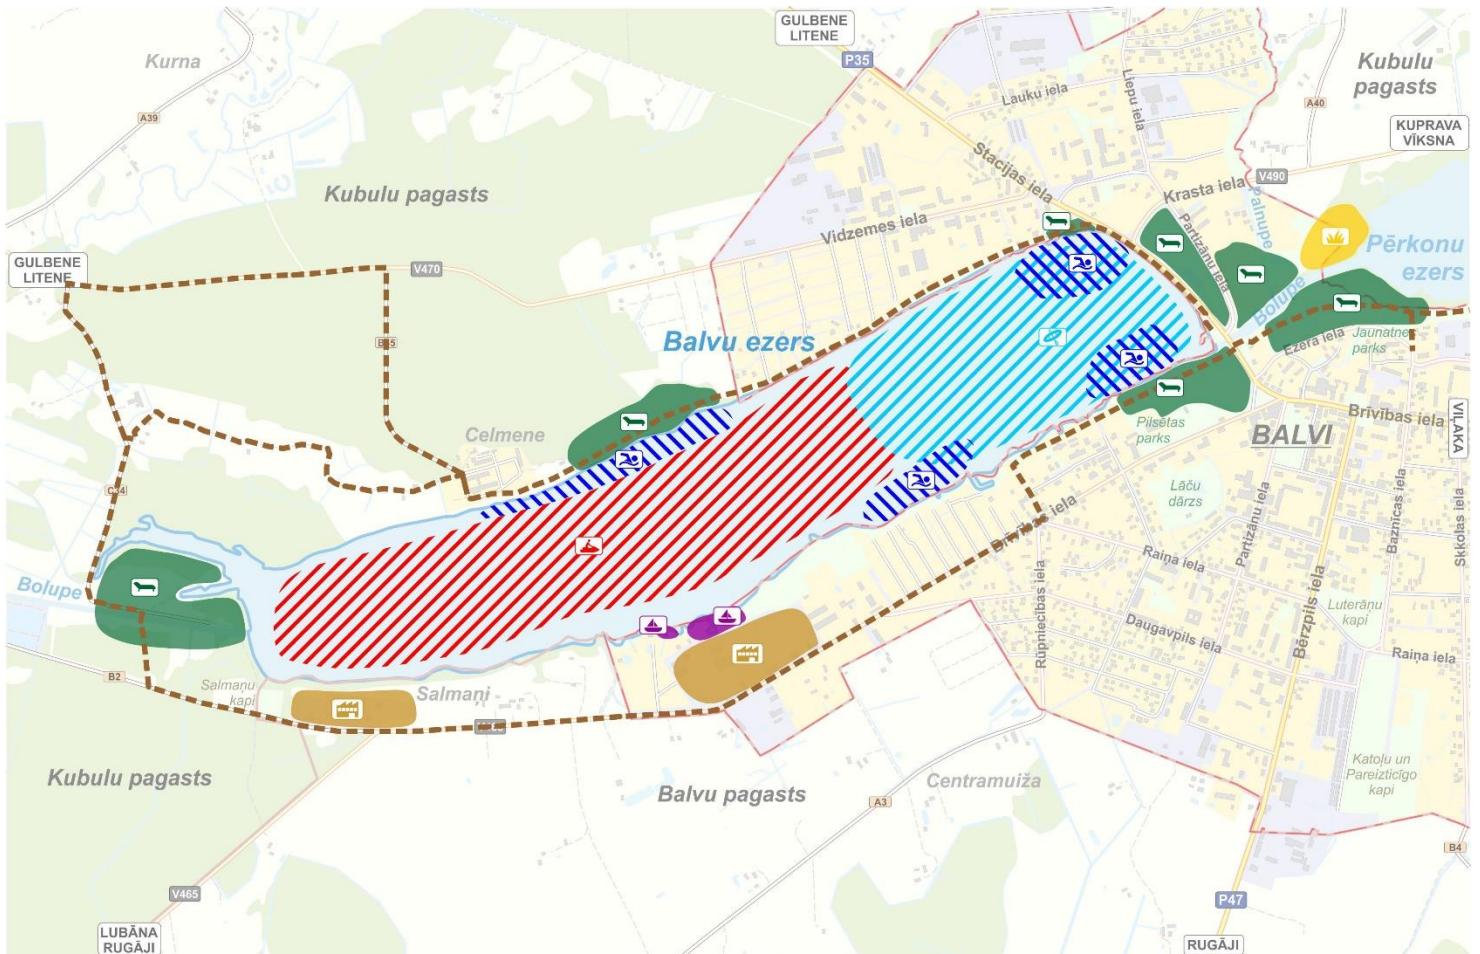 GULBENE
LITENE
P35
Kurna
A39
Lauku iela
Liepu iela
Kubulu
pagasts
A40
KUPRAVA
VĪKSNA
Stacijas iela
Kubulu pagasts
Krasta iela
V490
Vidzemes iela
Partizānu iela
Palnupe
Pērkonu
ezers
GULBENE
LITENE
V470
Bolupe
Balvu ezers
Ezera iela
Jaunatnes
parks
Celmene
Pilsētas
parks
BALVI
Brīvības iela
VIĻAKA
C34
Lāču
dārzs
Brīvības iela
Partizānu iela
Baznīcas iela
Skolas iela
Raiņa iela
Bolupe
Rūpniecības iela
Bērzpils iela
Luterāņu
kapi
Daugavpils iela
Raiņa iela
B2
Salmaņu
kapi
Salmaņi
Kubulu pagasts
Balvu pagasts
Centramuiža
A3
Katoļu un
Pareizticīgo
kapi
B4
V465
P47
LUBĀNA
RUGĀJI
RUGĀJI